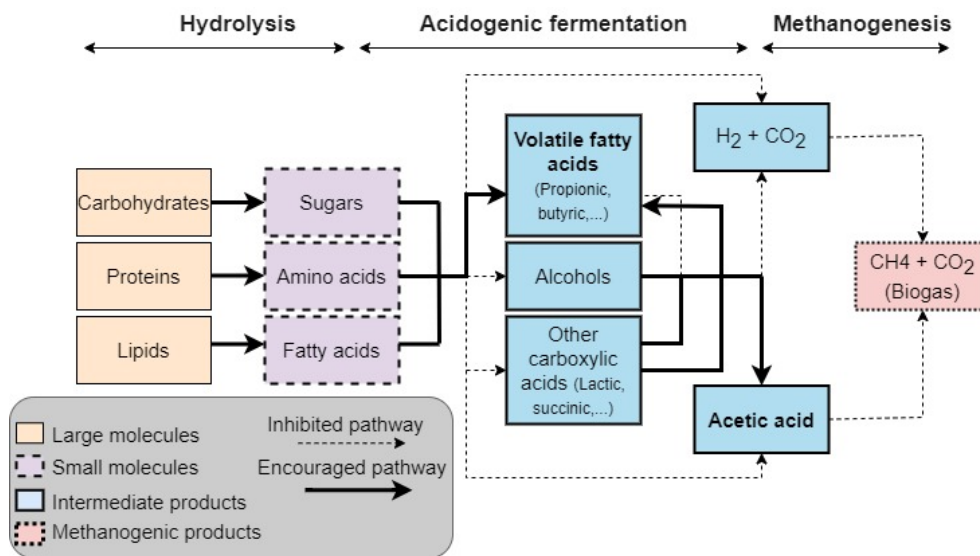 Hydrolysis
Acidogenic fermentation
Methanogenesis
Carbohydrates
Proteins
Lipids
Sugars
Amino acids
Fatty acids
Volatile fatty
acids
(Propionic,
butyric,...)
Alcohols
Other
carboxylic
acids (Lactic,
succinic,...)
H2 + CO2
Acetic acid
CH4 + CO2
(Biogas)
Large molecules
Small molecules
Intermediate products
Methanogenic products
Inhibited pathway
Encouraged pathway